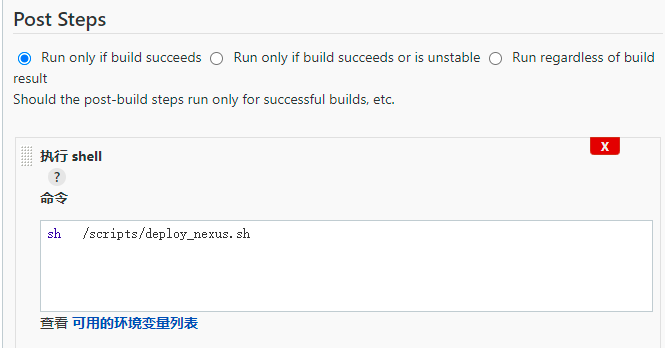 Post Steps
Run only if build succeeds Run only if build succeeds or is unstable Run regardless of build
result
Should the post-build steps run only for successful builds, etc.
X
执行 shell
?
命令
sh /scripts/deploy_nexus.sh
查看 可用的环境变量列表